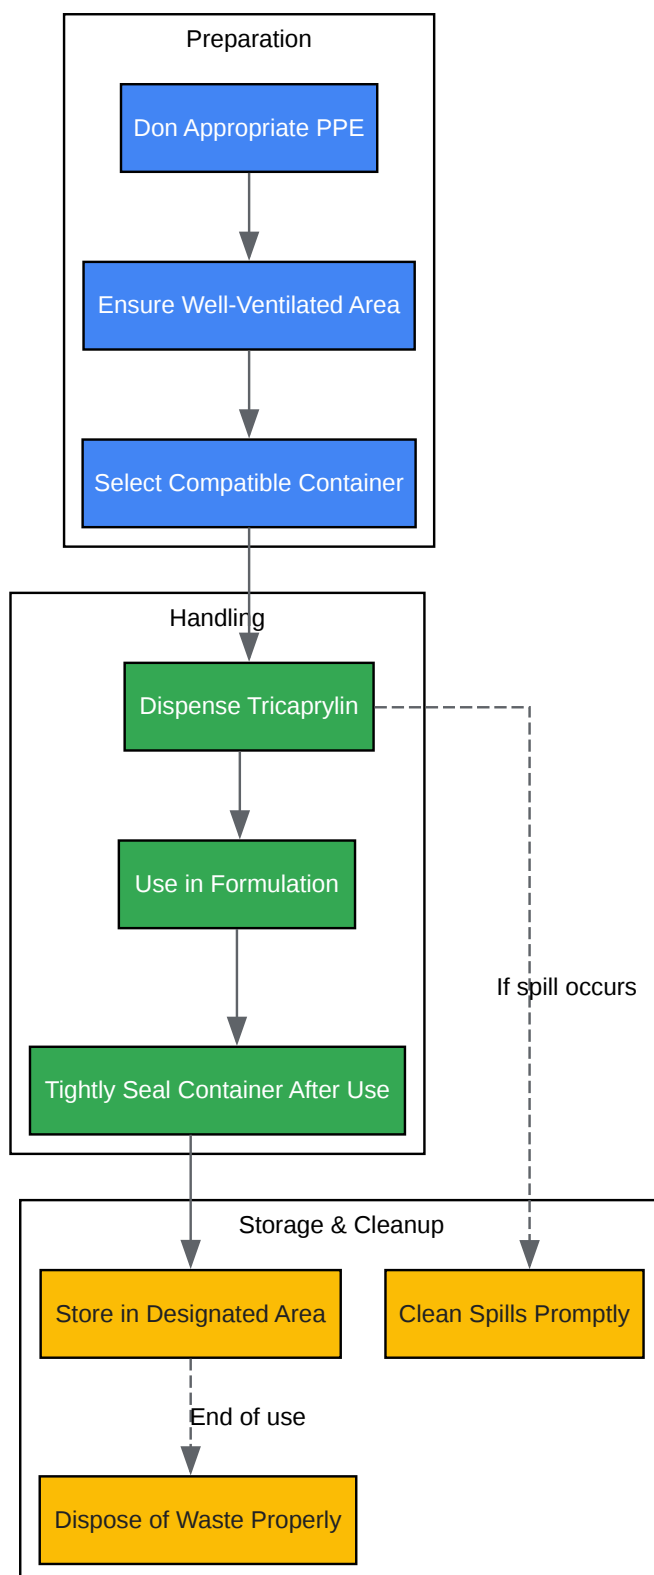 Preparation
Don Appropriate PPE
Ensure Well-Ventilated Area
Select Compatible Container
Handling
Dispense Tricaprylin
Use in Formulation
If spill occurs
Tightly Seal Container After Use
Storage & Cleanup
Store in Designated Area
Clean Spills Promptly
End of use
Dispose of Waste Properly